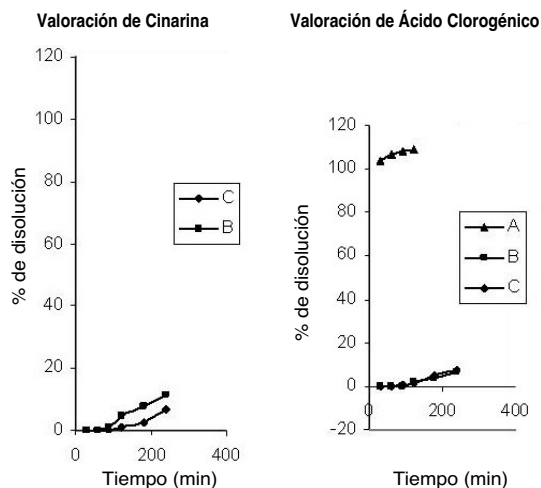 Valoración de Cinarina
120
100
80
60
40
20
0
0
200
400
% de disolución
Tiempo (min)
C
B
Valoración de Ácido Clorogénico
120
100
80
60
40
20
0
-20
0
200
400
% de disolución
Tiempo (min)
A
B
C